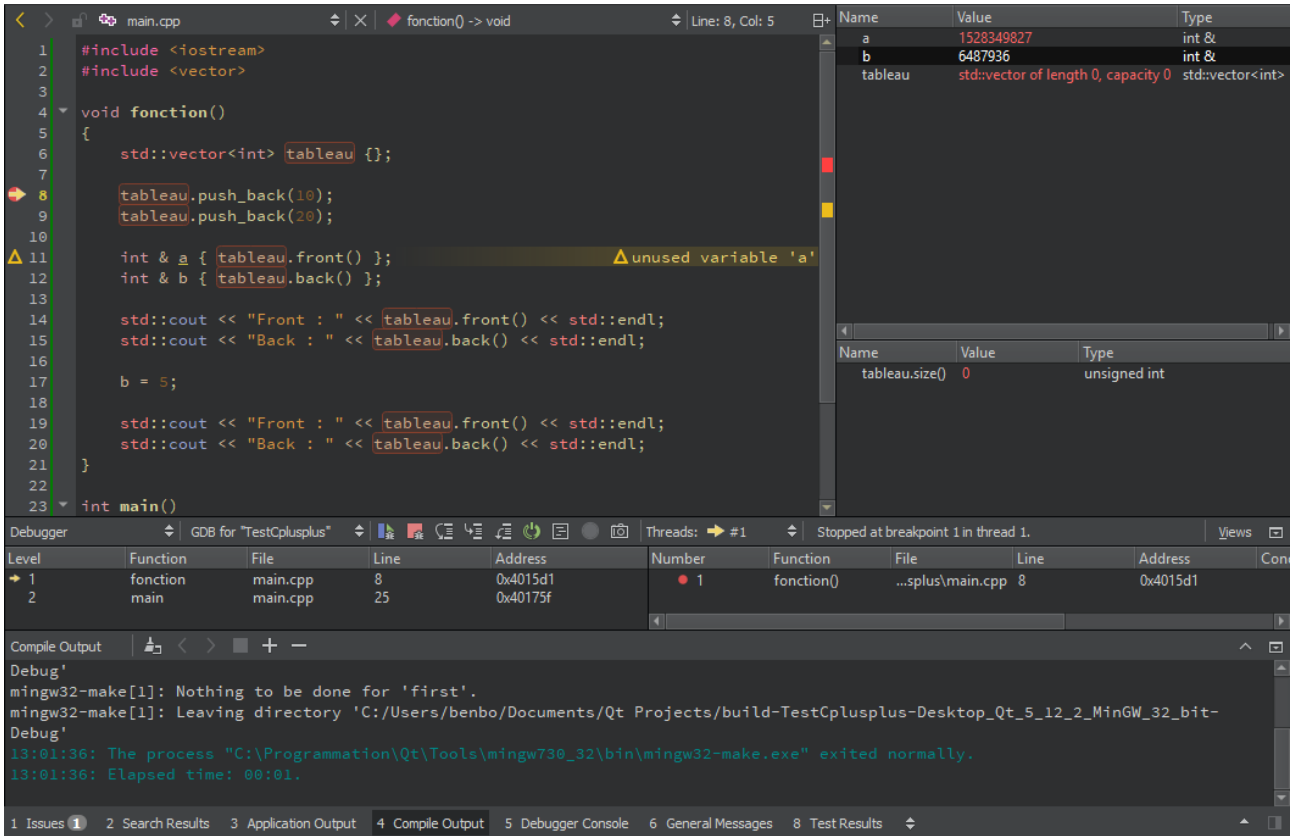 main.cpp fonction() -> void Line: 8, Col: 5
1 #include <iostream>
2 #include <vector>
3
4 void fonction()
5 {
6 std::vector<int> tableau {};
7
8 tableau.push_back(10);
9 tableau.push_back(20);
10
11 int & a { tableau.front() }; unused variable 'a'
12 int & b { tableau.back() };
13
14 std::cout << "Front : " << tableau.front() << std::endl;
15 std::cout << "Back : " << tableau.back() << std::endl;
16
17 b = 5;
18
19 std::cout << "Front : " << tableau.front() << std::endl;
20 std::cout << "Back : " << tableau.back() << std::endl;
21 }
22
23 int main()
Name Value Type
a 1528349827 int &
b 6487936 int &
tableau std::vector of length 0, capacity 0 std::vector<int>
Name Value Type
tableau.size() 0 unsigned int
Debugger GDB for "TestCplusplus" Threads: #1 Stopped at breakpoint 1 in thread 1. Views
Level Function File Line Address
1 fonction main.cpp 8 0x4015d1
2 main main.cpp 25 0x40175f
Number Function File Line Address Con
1 fonction() ...splus\main.cpp 8 0x4015d1
Compile Output
Debug'
mingw32-make[1]: Nothing to be done for 'first'.
mingw32-make[1]: Leaving directory 'C:/Users/benbo/Documents/Qt Projects/build-TestCplusplus-Desktop_Qt_5_12_2_MinGW_32_bit-
Debug'
13:01:36: The process "C:\Programmation\Qt\Tools\mingw730_32\bin\mingw32-make.exe" exited normally.
13:01:36: Elapsed time: 00:01.
1 Issues 1 2 Search Results 3 Application Output 4 Compile Output 5 Debugger Console 6 General Messages 8 Test Results